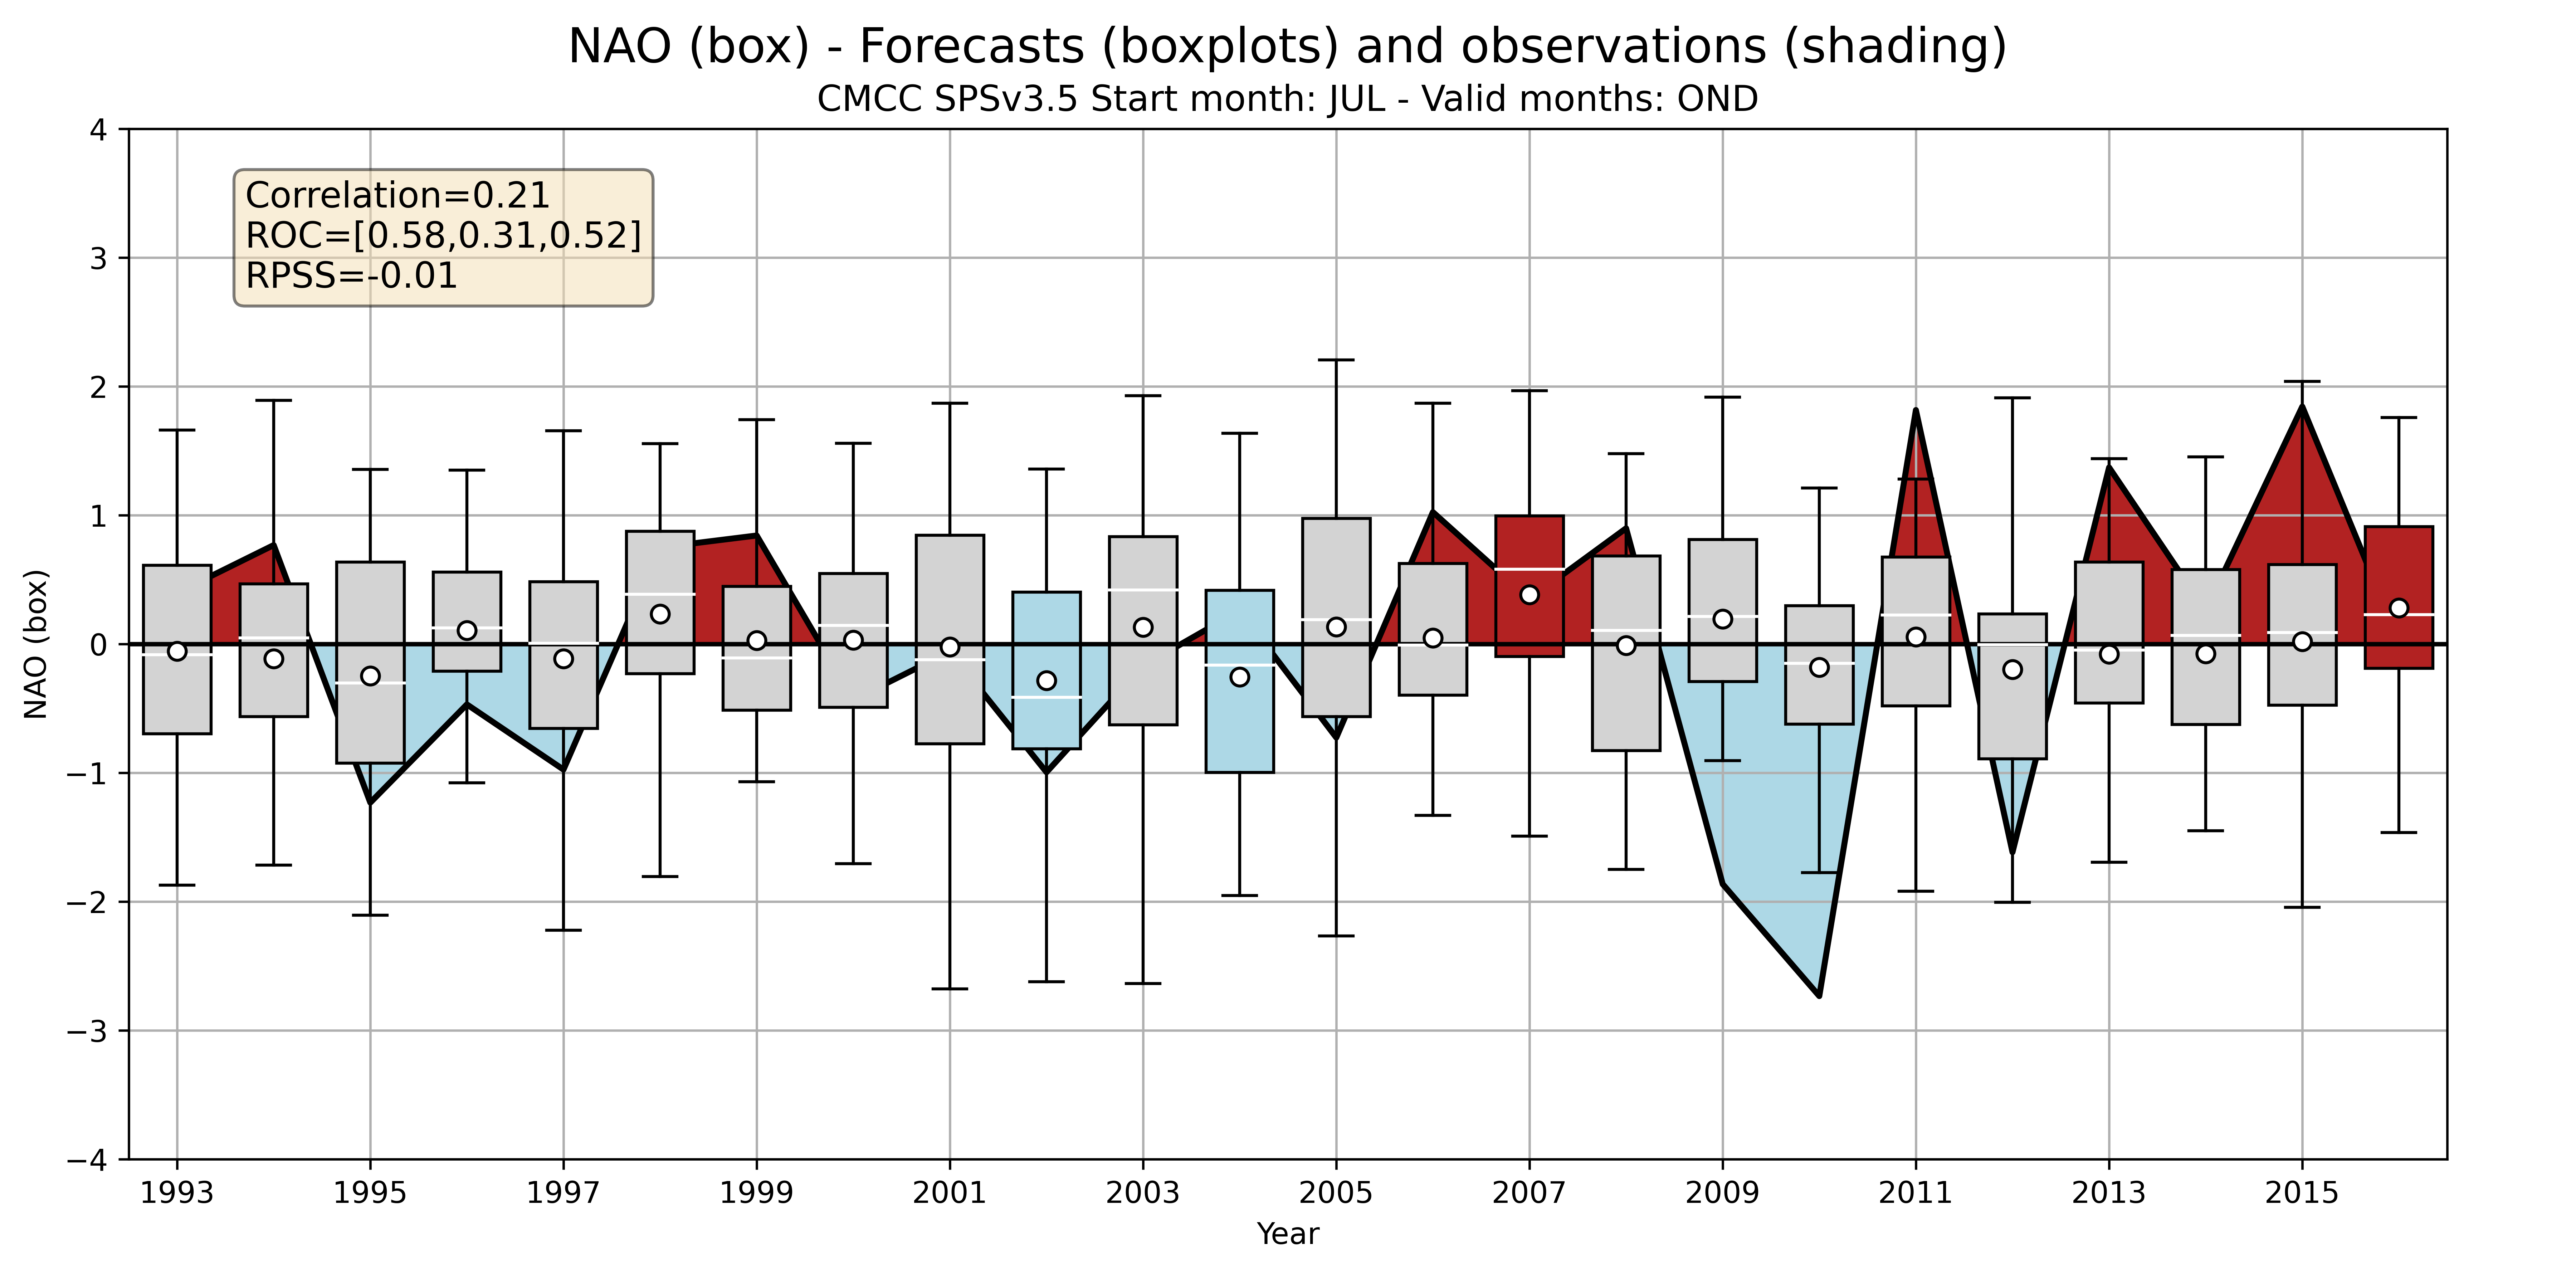 NAO (box) - Forecasts (boxplots) and observations (shading)
CMCC SPSv3.5 Start month: JUL - Valid months: OND
Correlation=0.21
ROC=[0.58,0.31,0.52]
RPSS=-0.01
NAO (box)
4
3
2
1
0
−1
−2
−3
−4
1993 1995 1997 1999 2001 2003 2005 2007 2009 2011 2013 2015
Year